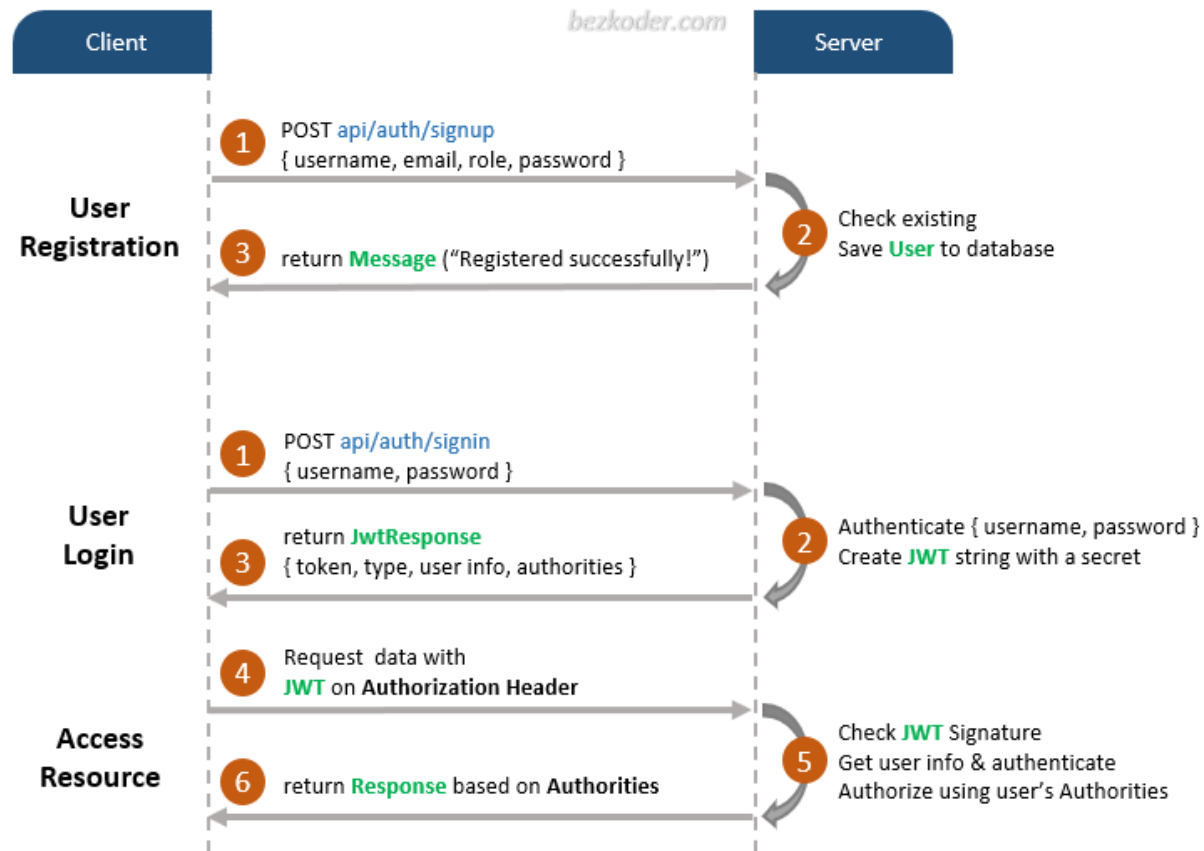 bezkoder.com
Client
Server
User
Registration
1
POST api/auth/signup
{ username, email, role, password }
2
Check existing
Save User to database
3
return Message (“Registered successfully!”)
User
Login
1
POST api/auth/signin
{ username, password }
2
Authenticate { username, password }
Create JWT string with a secret
3
return JwtResponse
{ token, type, user info, authorities }
Access
Resource
4
Request data with
JWT on Authorization Header
5
Check JWT Signature
Get user info & authenticate
Authorize using user’s Authorities
6
return Response based on Authorities